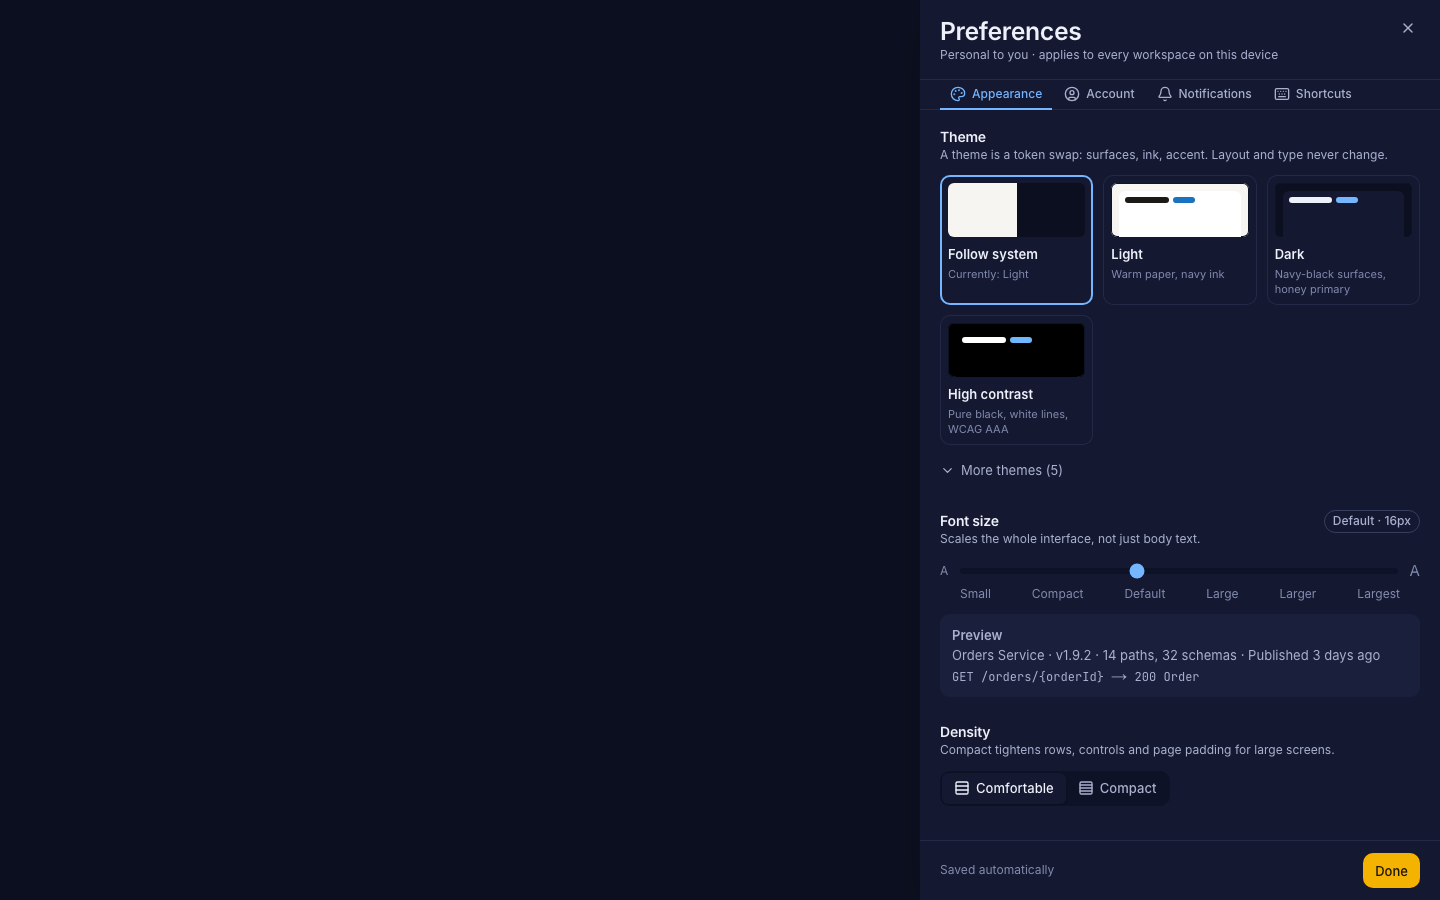 Preferences
Personal to you · applies to every workspace on this device
Appearance
Account
Notifications
Shortcuts
Theme
A theme is a token swap: surfaces, ink, accent. Layout and type never change.
Follow system
Currently: Light
Light
Warm paper, navy ink
Dark
Navy-black surfaces,
honey primary
High contrast
Pure black, white lines,
WCAG AAA
More themes (5)
Font size
Default · 16px
Scales the whole interface, not just body text.
A
A
Small
Compact
Default
Large
Larger
Largest
Preview
Orders Service · v1.9.2 · 14 paths, 32 schemas · Published 3 days ago
GET /orders/{orderId} → 200 Order
Density
Compact tightens rows, controls and page padding for large screens.
Comfortable
Compact
Saved automatically
Done